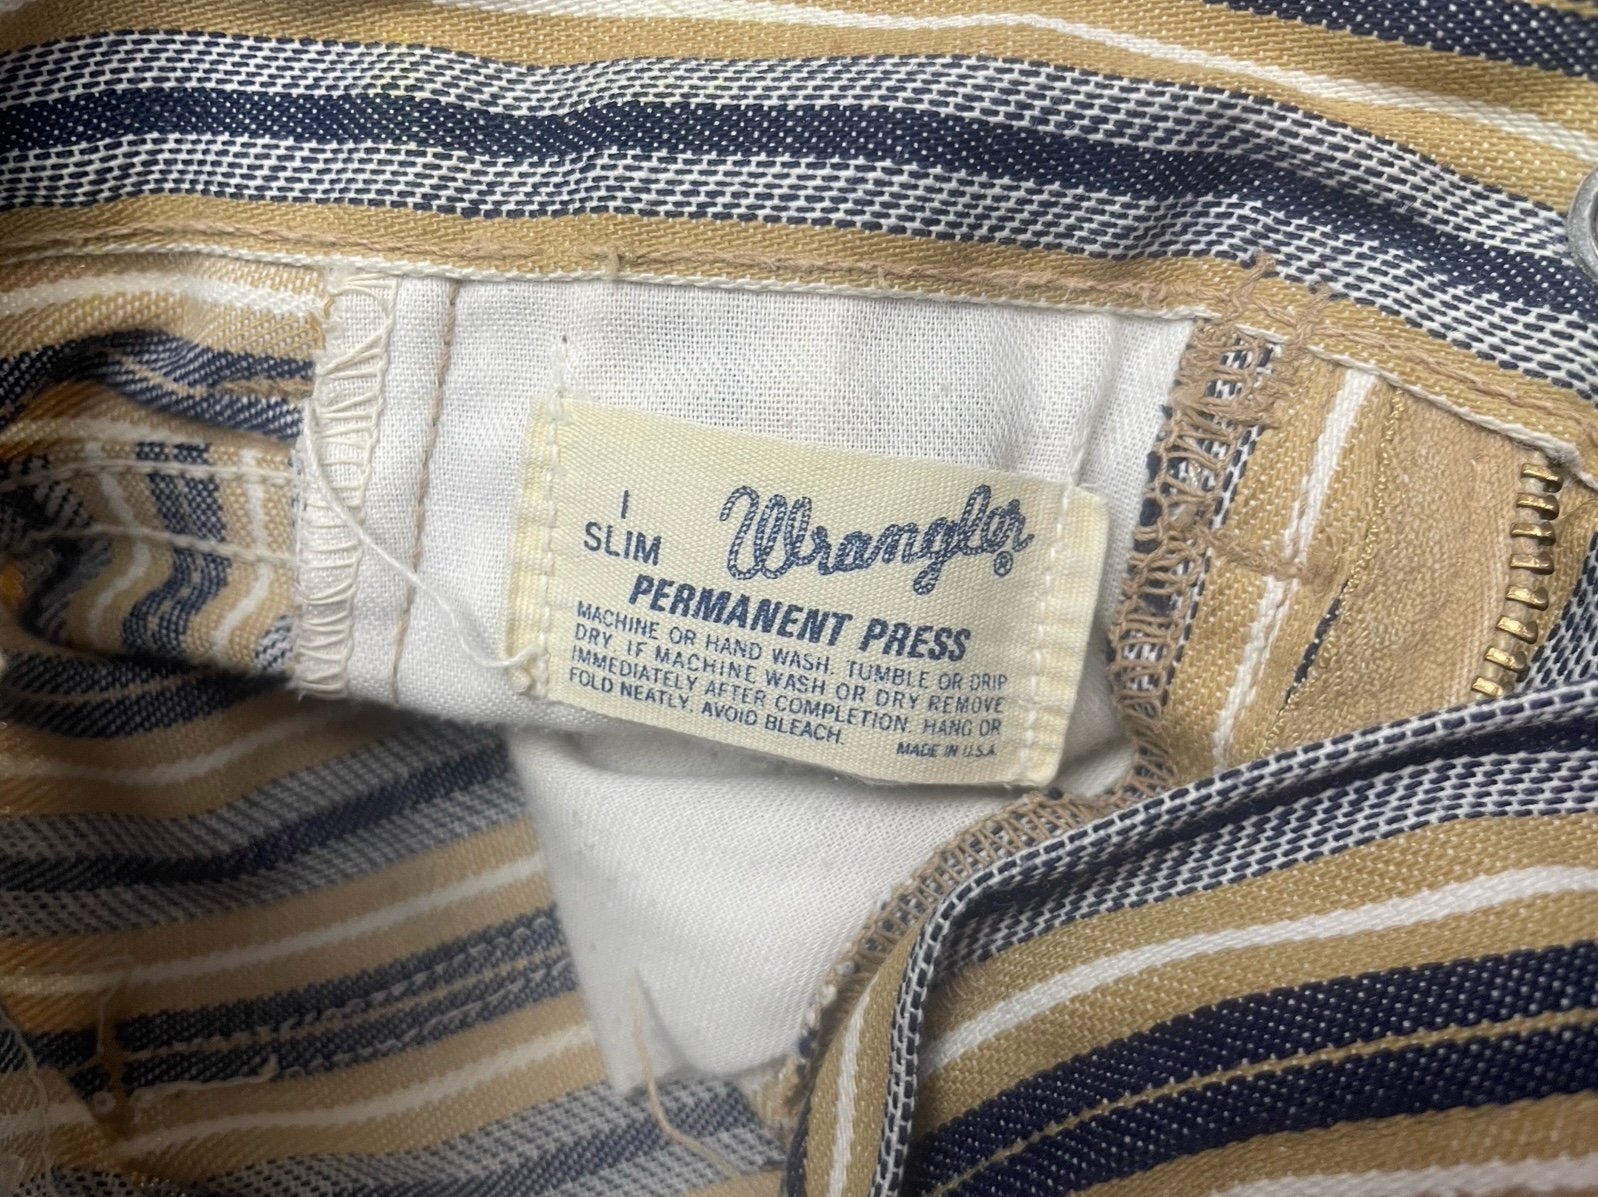 1
SLIM
Wrangler®
PERMANENT PRESS
MACHINE OR HAND WASH. TUMBLE OR DRIP
DRY. IF MACHINE WASH OR DRY REMOVE
IMMEDIATELY AFTER COMPLETION. HANG OR
FOLD NEATLY. AVOID BLEACH.
MADE IN U.S.A.